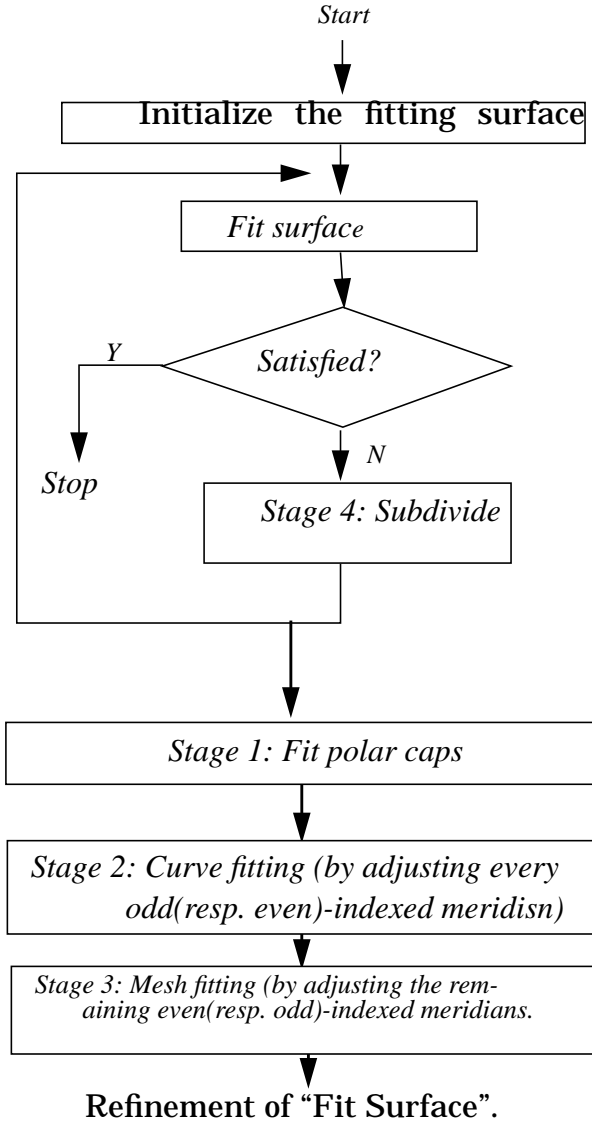 Start
Initialize the fitting surface
Fit surface
Satisfied?
Y
N
Stop
Stage 4: Subdivide
Stage 1: Fit polar caps
Stage 2: Curve fitting (by adjusting every
odd(resp. even)-indexed meridisn)
Stage 3: Mesh fitting (by adjusting the rem-
aining even(resp. odd)-indexed meridians.
Refinement of “Fit Surface”.